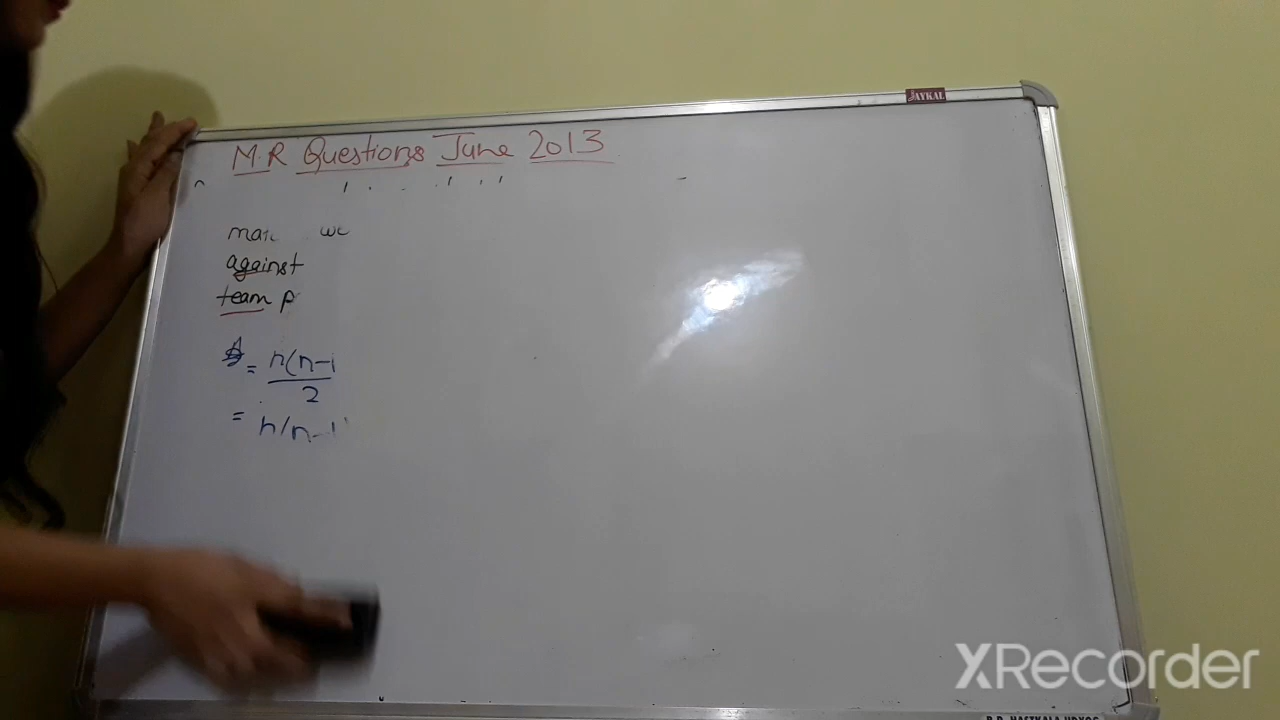 JAYKAL
M.R Questions June 2013
against
team p
= n(n-1
2
= n(n-1
XRecorder